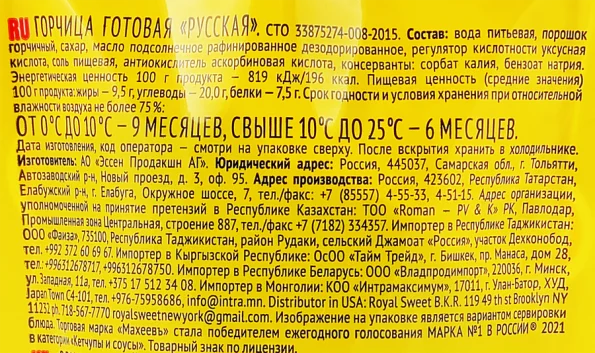 RU ГОРЧИЦА ГОТОВАЯ «РУССКАЯ». СТО 33875274-008-2015. Состав: вода питьевая, порошок
горчичный, сахар, масло подсолнечное рафинированное дезодорированное, регулятор кислотности уксусная
кислота, соль пищевая, антиокислитель аскорбиновая кислота, консерванты: сорбат калия, бензоат натрия.
Энергетическая ценность 100 г продукта – 819 кДж/196 ккал. Пищевая ценность (средние значения)
100 г продукта: жиры – 9,5 г, углеводы – 20,0 г, белки – 7,5 г. Срок годности и условия хранения при относительной
влажности воздуха не более 75%:
ОТ 0°С ДО 10°С – 9 МЕСЯЦЕВ, СВЫШЕ 10°С ДО 25°С – 6 МЕСЯЦЕВ.
Дата изготовления, код оператора – смотри на упаковке сверху. После вскрытия хранить в холодильнике.
Изготовитель: АО «Эссен Продакшн АГ». Юридический адрес: Россия, 445037, Самарская обл., г. Тольятти,
Автозаводский р-н, Новый проезд, д. 3, оф. 95. Адрес производства: Россия, 423602, Республика Татарстан,
Елабужский р-н, г. Елабуга, Окружное шоссе, 7, тел./факс: +7 (85557) 4-55-33, 4-51-15. Адрес организации,
уполномоченной на принятие претензий в Республике Казахстан: ТОО «Roman – PV & K» РК, Павлодар,
Промышленная зона Центральная, строение 887, тел./факс +7 (7182) 334357. Импортер в Республике Таджикистан:
ООО «Фаиза», 735100, Республика Таджикистан, район Рудаки, сельский Джамоат «Россия», участок Дехконобод,
тел. +992 372 60 69 67. Импортер в Кыргызской Республике: ОсОО «Тайм Трейд», г. Бишкек, пр. Манаса, дом 28,
тел.: +996312678717, +996312678750. Импортер в Республике Беларусь: ООО «Владпродимпорт», 220036, г. Минск,
ул. Западная, 11а, тел. +375 17 512 34 08. Импортер в Монголии: КОО «Интрамаксимум», 17011, г. Улан-Батор, ХУД,
Japan Town C4-101, тел. +976-75958686, info@intra.mn. Distributor in USA: Royal Sweet B.K.R. 119 49 th st Brooklyn NY
11232 ph. 718-567-7770 royalsweetnewyork@gmail.com. Изображение на упаковке является вариантом сервировки
блюда. Торговая марка «Махеевъ» стала победителем ежегодного голосования МАРКА №1 В РОССИИ® 2021
в категории «Кетчупы и соусы». Товарный знак по лицензии.